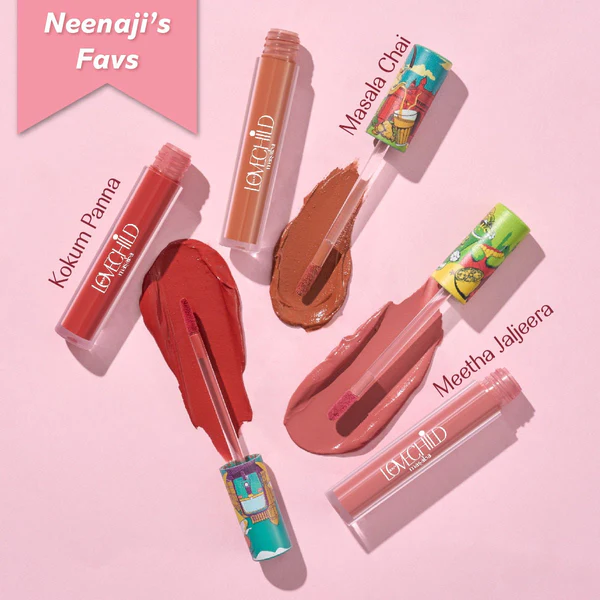 Neenaji's
Favs
Masala Chai
LOVECHILD
masaba
Kokum Panna
LOVECHILD
masaba
Meetha Jaljeera
LOVECHILD
masaba